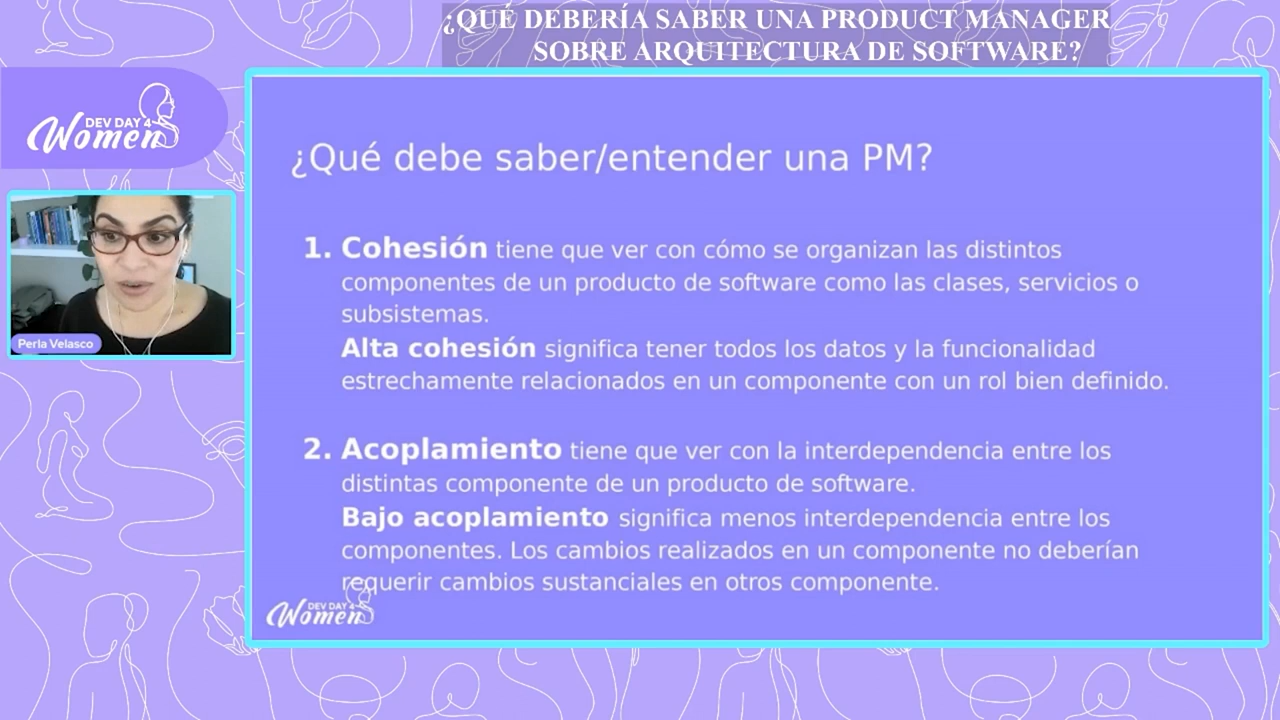 ¿QUÉ DEBERÍA SABER UNA PRODUCT MANAGER
SOBRE ARQUITECTURA DE SOFTWARE?
DEV DAY 4
Women
Perla Velasco
¿Qué debe saber/entender una PM?
1. Cohesión tiene que ver con cómo se organizan las distintos
componentes de un producto de software como las clases, servicios o
subsistemas.
Alta cohesión significa tener todos los datos y la funcionalidad
estrechamente relacionados en un componente con un rol bien definido.
2. Acoplamiento tiene que ver con la interdependencia entre los
distintas componente de un producto de software.
Bajo acoplamiento significa menos interdependencia entre los
componentes. Los cambios realizados en un componente no deberían
requerir cambios sustanciales en otros componente.
DEV DAY 4
Women